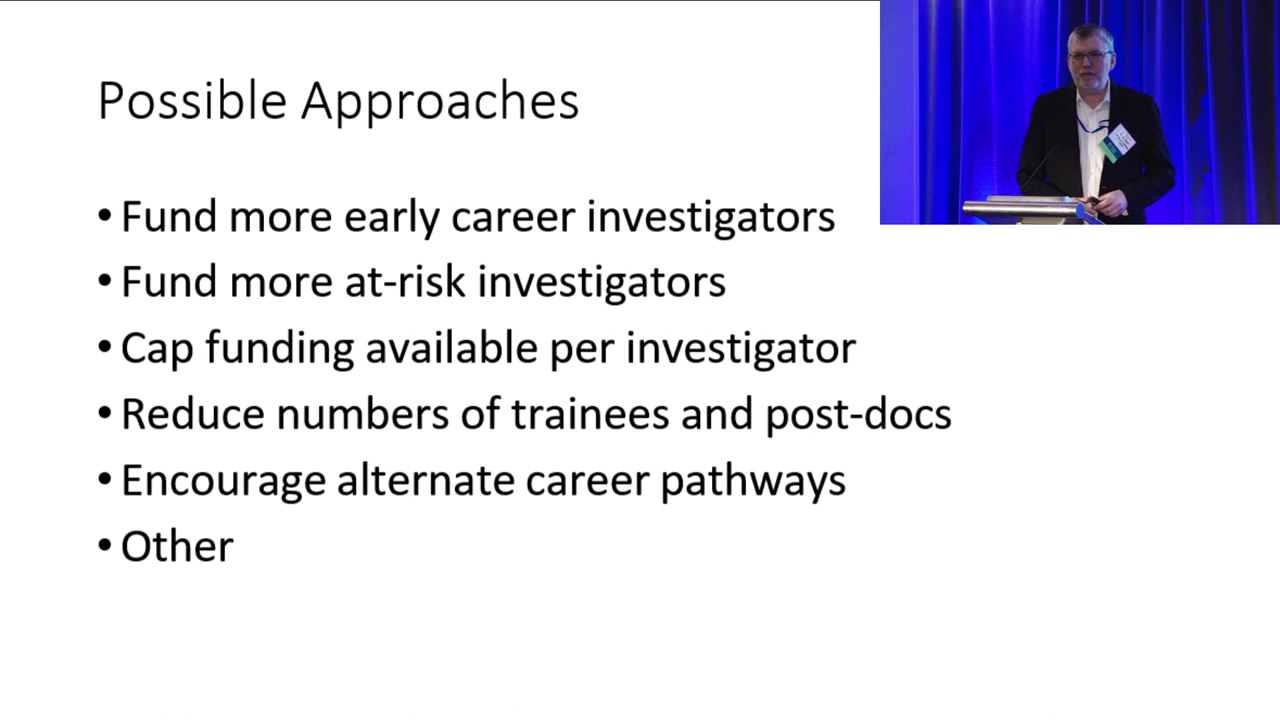 Possible Approaches
• Fund more early career investigators
• Fund more at-risk investigators
• Cap funding available per investigator
• Reduce numbers of trainees and post-docs
• Encourage alternate career pathways
• Other